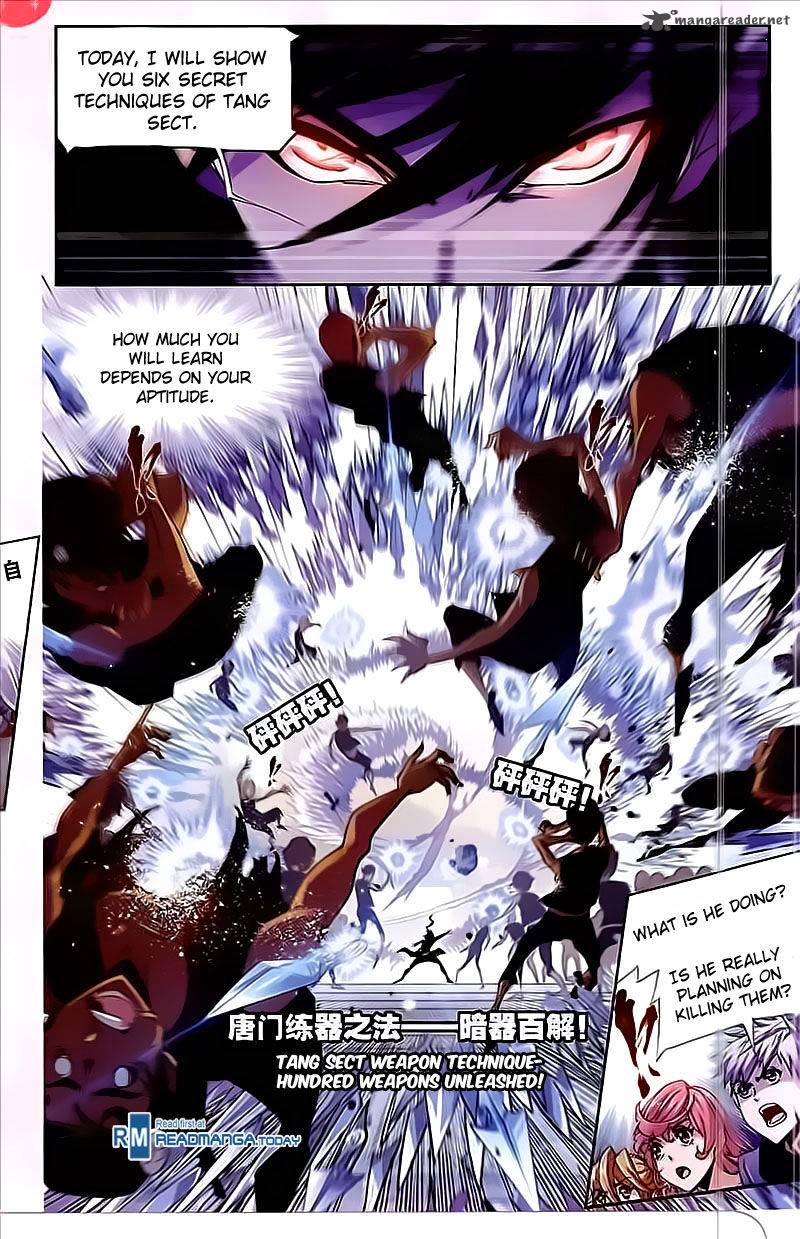 mangareader.net
TODAY, I WILL SHOW
YOU SIX SECRET
TECHNIQUES OF TANG
SECT.
HOW MUCH YOU
WILL LEARN
DEPENDS ON YOUR
APTITUDE.
自
砰砰砰!
砰砰砰!
WHAT IS HE DOING?
IS HE REALLY
PLANNING ON
KILLING THEM?
唐门练器之法——暗器百解!
TANG SECT WEAPON TECHNIQUE-
HUNDRED WEAPONS UNLEASHED!
RM
Read first at
READMANGA.TODAY